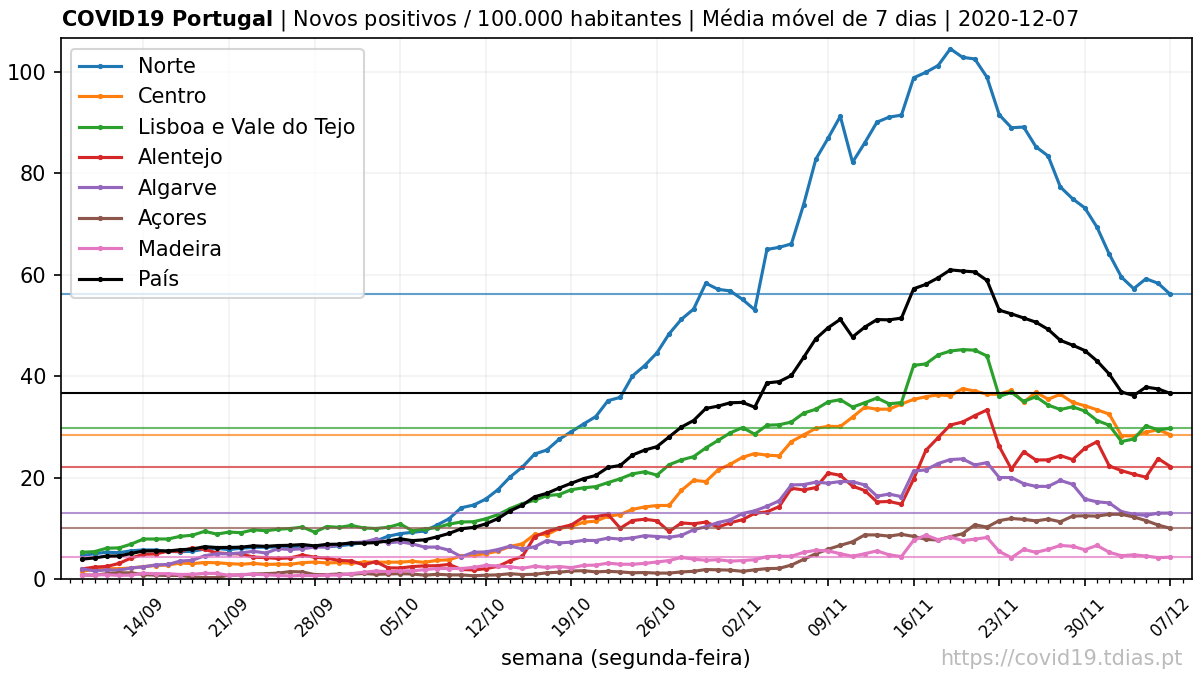 COVID19 Portugal | Novos positivos / 100.000 habitantes | Média móvel de 7 dias | 2020-12-07
Norte
Centro
Lisboa e Vale do Tejo
Alentejo
Algarve
Açores
Madeira
País
100
80
60
40
20
0
14/09 21/09 28/09 05/10 12/10 19/10 26/10 02/11 09/11 16/11 23/11 30/11 07/12
semana (segunda-feira)
https://covid19.tdias.pt